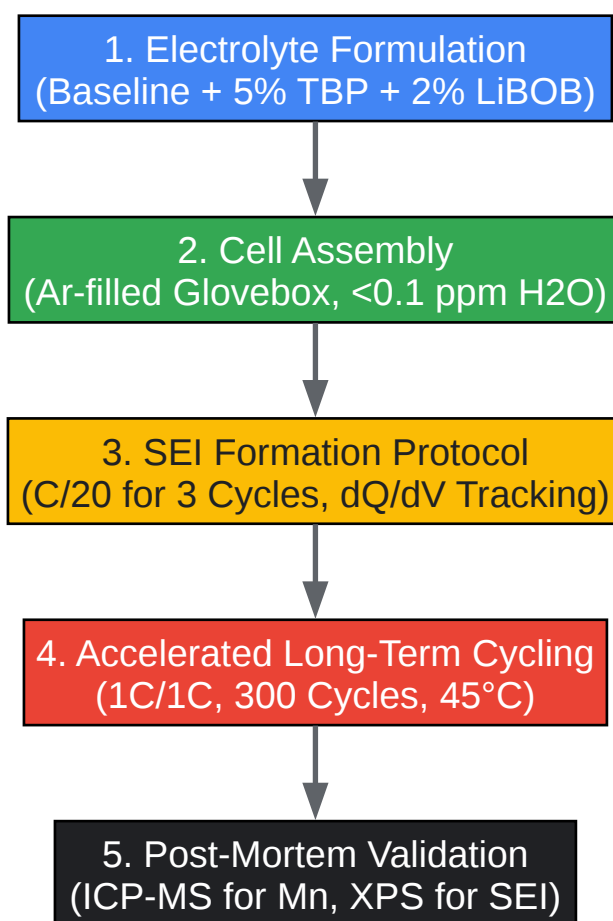 1. Electrolyte Formulation
(Baseline + 5% TBP + 2% LiBOB)
2. Cell Assembly
(Ar-filled Glovebox, <0.1 ppm H2O)
3. SEI Formation Protocol
(C/20 for 3 Cycles, dQ/dV Tracking)
4. Accelerated Long-Term Cycling
(1C/1C, 300 Cycles, 45°C)
5. Post-Mortem Validation
(ICP-MS for Mn, XPS for SEI)